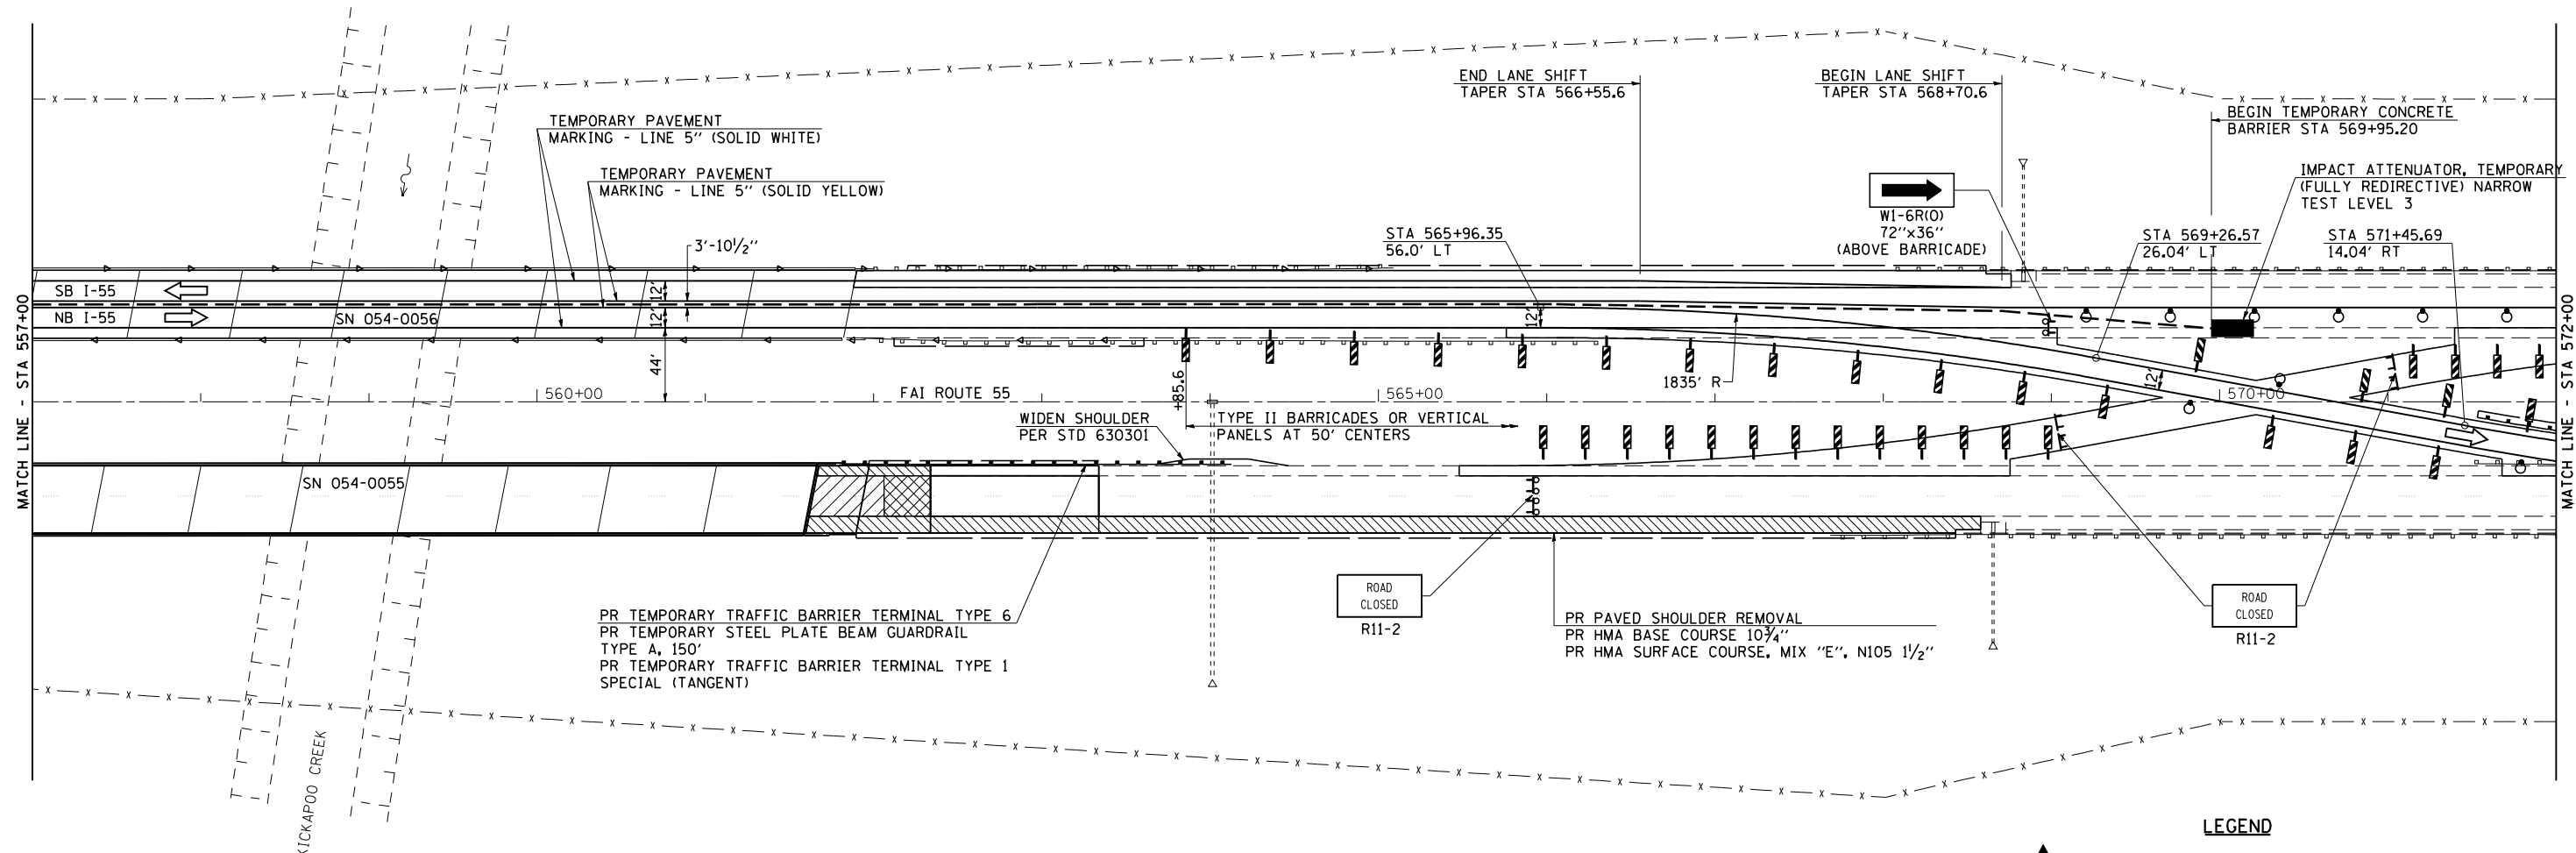 END LANE SHIFT
TAPER STA 566+55.6
BEGIN LANE SHIFT
TAPER STA 568+70.6
BEGIN TEMPORARY CONCRETE
BARRIER STA 569+95.20
TEMPORARY PAVEMENT
MARKING - LINE 5" (SOLID WHITE)
TEMPORARY PAVEMENT
MARKING - LINE 5" (SOLID YELLOW)
IMPACT ATTENUATOR, TEMPORARY
(FULLY REDIRECTIVE) NARROW
TEST LEVEL 3
W1-6R(O)
72"x36"
(ABOVE BARRICADE)
3'-10 1/2"
STA 565+96.35
56.0' LT
STA 569+26.57
26.04' LT
STA 571+45.69
14.04' RT
SB I-55
12'
NB I-55
SN 054-0056
12'
12'
44'
1835' R
12'
MATCH LINE - STA 557+00
MATCH LINE - STA 572+00
560+00
FAI ROUTE 55
+85.6
565+00
570+00
WIDEN SHOULDER
PER STD 630301
TYPE II BARRICADES OR VERTICAL
PANELS AT 50' CENTERS
SN 054-0055
ROAD
CLOSED
R11-2
ROAD
CLOSED
R11-2
PR TEMPORARY TRAFFIC BARRIER TERMINAL TYPE 6
PR TEMPORARY STEEL PLATE BEAM GUARDRAIL
TYPE A, 150'
PR TEMPORARY TRAFFIC BARRIER TERMINAL TYPE 1
SPECIAL (TANGENT)
PR PAVED SHOULDER REMOVAL
PR HMA BASE COURSE 10 3/4"
PR HMA SURFACE COURSE, MIX "E", N105 1 1/2"
KICKAPOO CREEK
LEGEND